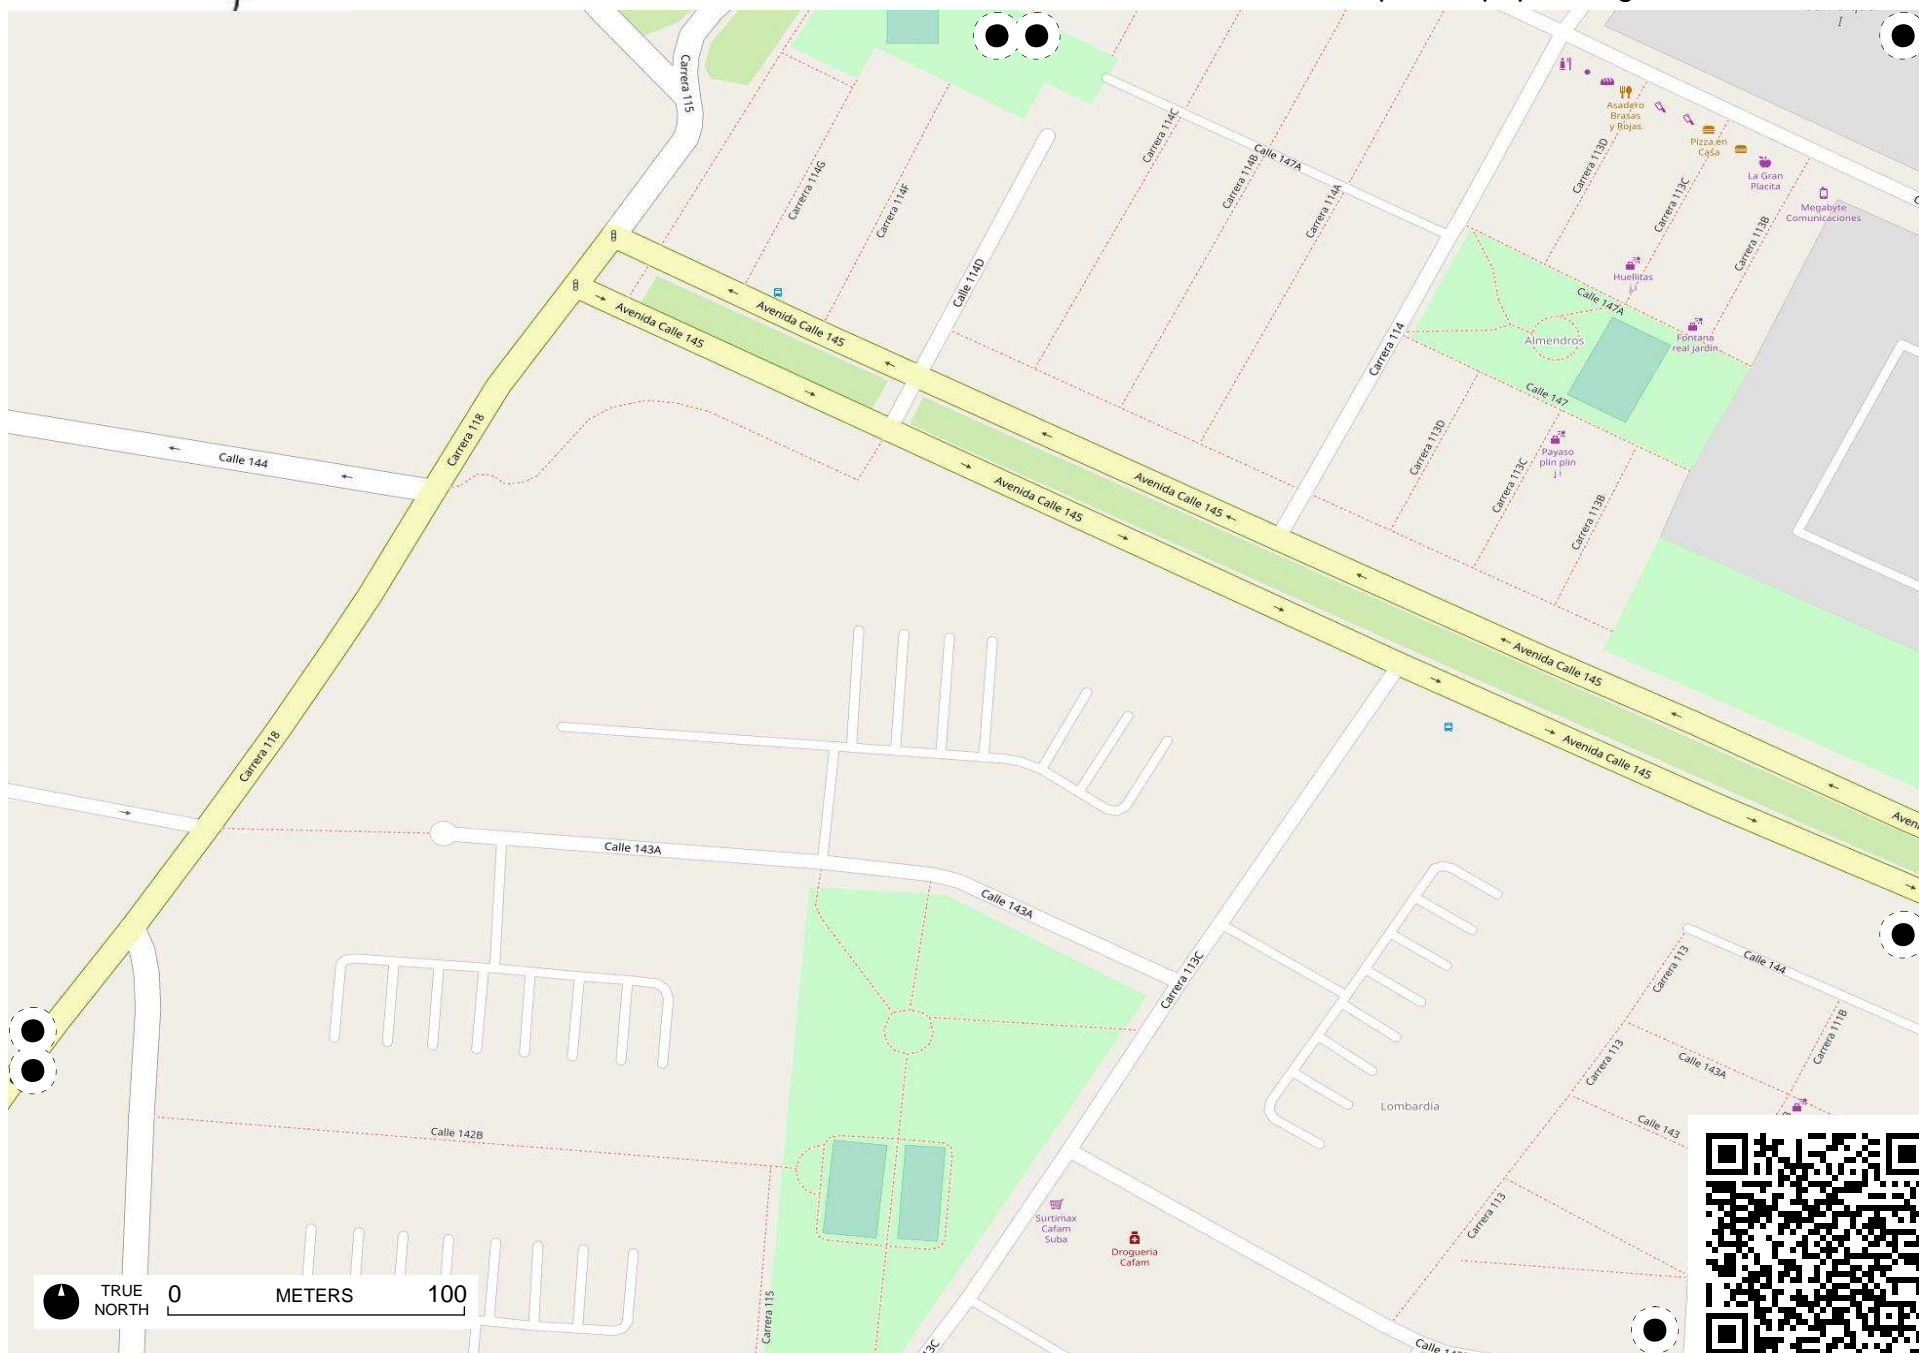 I
Carrera 115
Carrera 114C
Calle 147A
Carrera 114B
Carrera 114A
Carrerra 114G
Carrera 114F
Calle 114D
Asadero
Brasas
y Rojas
Pizza en
Casa
La Gran
Placita
Megabyte
Comunicaciones
Carrera 113D
Carrera 113C
Carrera 113B
Huellitas
j.i
Calle 147A
Fontana
real jardin
Almendros
Calle 147
Carrera 114
Avenida Calle 145
Avenida Calle 145
Carrera 113D
Payaso
plin plin
j i
Carrera 113C
Carrera 113B
Carrera 118
Calle 144
Avenida Calle 145
Avenida Calle 145
Avenida Calle 145
Avenida Calle 145
Carrera 118
Calle 143A
Calle 143A
Carrera 113C
Carrera 113
Calle 144
Carrera 111B
Carrera 113
Calle 143A
Lombardia
Calle 143
Calle 142B
Carrera 113
Surtimax
Cafam
Suba
Drogueria
Cafam
Carrera 115
TRUE
NORTH
0 METERS 100